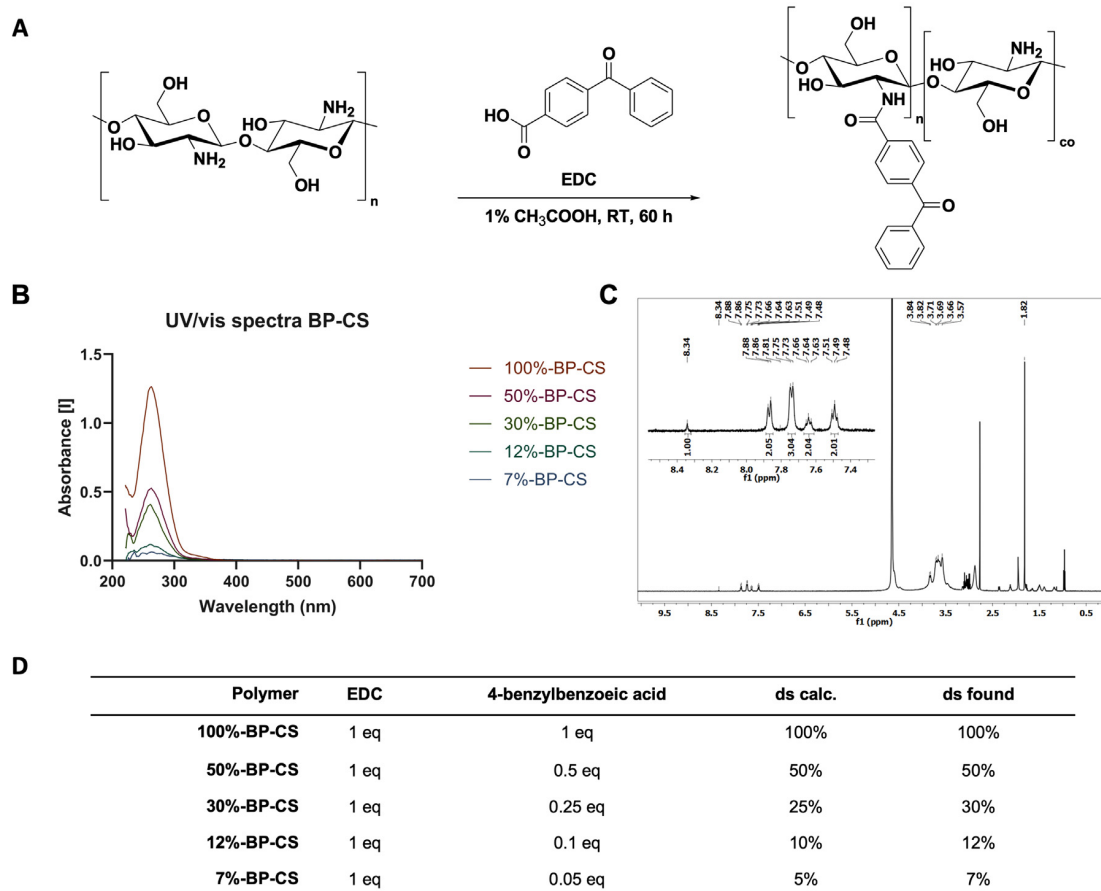 A
OH
O
O
HO
NH2
HO
NH2
O
O
OH
n
O
HO
O
EDC
1% CH3COOH, RT, 60 h
OH
O
O
HO
NH
n
O
O
HO
NH2
O
OH
co
O
B
UV/vis spectra BP-CS
Absorbance [I]
1.5
1.0
0.5
0.0
200 300 400 500 600 700
Wavelength (nm)
100%-BP-CS
50%-BP-CS
30%-BP-CS
12%-BP-CS
7%-BP-CS
C
8.34 7.88 7.86 7.75 7.73 7.66 7.64 7.63 7.51 7.49 7.48
3.84 3.82 3.71 3.69 3.66 3.57
1.82
8.34
7.88 7.86 7.81 7.75 7.73 7.66 7.64 7.63 7.51 7.49 7.48
1.00 2.05 3.04 2.04 2.01
8.4 8.2 8.0 7.8 7.6 7.4
f1 (ppm)
9.5 8.5 7.5 6.5 5.5 4.5 3.5 2.5 1.5 0.5
f1 (ppm)
D
Polymer EDC 4-benzylbenzoeic acid ds calc. ds found
100%-BP-CS 1 eq 1 eq 100% 100%
50%-BP-CS 1 eq 0.5 eq 50% 50%
30%-BP-CS 1 eq 0.25 eq 25% 30%
12%-BP-CS 1 eq 0.1 eq 10% 12%
7%-BP-CS 1 eq 0.05 eq 5% 7%